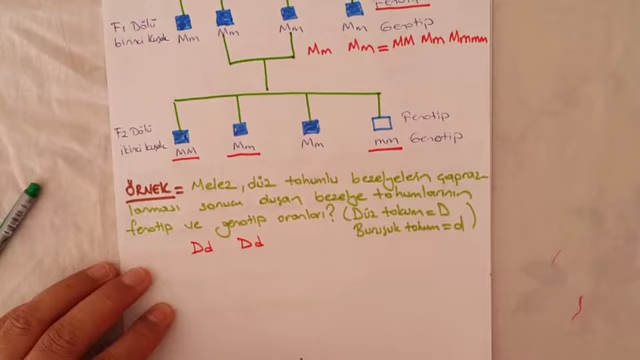 Fenotip
F1 Dölü
birinci kuşak
Mm Mm Mm Mm Genotip
Mm Mm = MM Mm Mm mm
F2 Dölü
ikinci kuşak
Fenotip
MM Mm Mm mm Genotip
ÖRNEK = Melez, düz tohumlu bezelyelerin çapraz
lanması sonucu oluşan bezelye tohumlarının
fenotip ve genotip oranları? (Düz tohum = D
Buruşuk tohum = d)
Dd Dd